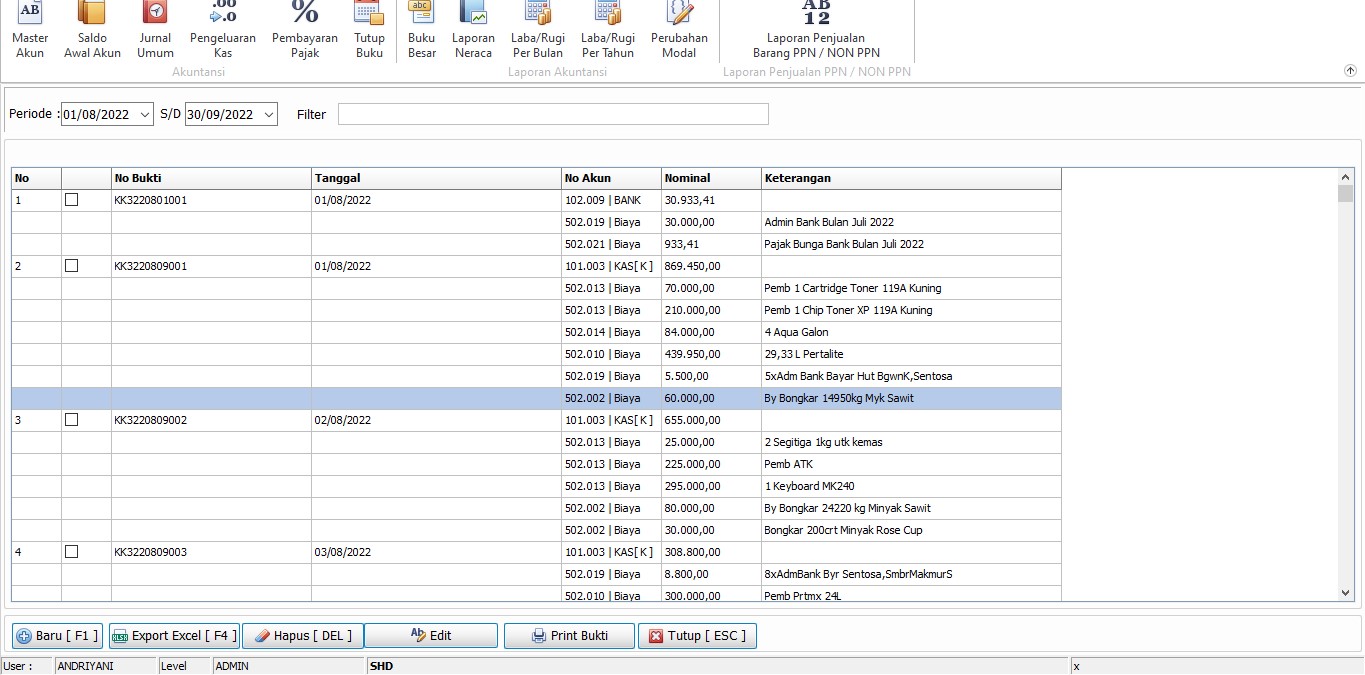 AB .00 →.0 % abc {} AB 12
Master Akun Saldo Awal Akun Jurnal Umum Pengeluaran Kas Pembayaran Pajak Tutup Buku Buku Besar Laporan Neraca Laba/Rugi Per Bulan Laba/Rugi Per Tahun Perubahan Modal Laporan Penjualan Barang PPN / NON PPN
Akuntansi Laporan Akuntansi Laporan Penjualan PPN / NON PPN
Periode : 01/08/2022 S/D 30/09/2022 Filter
No No Bukti Tanggal No Akun Nominal Keterangan
1 KK3220801001 01/08/2022 102.009 | BANK 30.933,41
502.019 | Biaya 30.000,00 Admin Bank Bulan Juli 2022
502.021 | Biaya 933,41 Pajak Bunga Bank Bulan Juli 2022
2 KK3220809001 01/08/2022 101.003 | KAS[ K ] 869.450,00
502.013 | Biaya 70.000,00 Pemb 1 Cartridge Toner 119A Kuning
502.013 | Biaya 210.000,00 Pemb 1 Chip Toner XP 119A Kuning
502.014 | Biaya 84.000,00 4 Aqua Galon
502.010 | Biaya 439.950,00 29,33 L Pertalite
502.019 | Biaya 5.500,00 5xAdm Bank Bayar Hut BgwnK,Sentosa
502.002 | Biaya 60.000,00 By Bongkar 14950kg Myk Sawit
3 KK3220809002 02/08/2022 101.003 | KAS[ K ] 655.000,00
502.013 | Biaya 25.000,00 2 Segitiga 1kg utk kemas
502.013 | Biaya 225.000,00 Pemb ATK
502.013 | Biaya 295.000,00 1 Keyboard MK240
502.002 | Biaya 80.000,00 By Bongkar 24220 kg Minyak Sawit
502.002 | Biaya 30.000,00 Bongkar 200crt Minyak Rose Cup
4 KK3220809003 03/08/2022 101.003 | KAS[ K ] 308.800,00
502.019 | Biaya 8.800,00 8xAdmBank Byr Sentosa,SmbrMakmurS
502.010 | Biaya 300.000,00 Pemb Prtmx 24L
Baru [ F1 ] XLSX Export Excel [ F4 ] Hapus [ DEL ] Ab Edit Print Bukti Tutup [ ESC ]
User : ANDRIYANI Level ADMIN SHD x